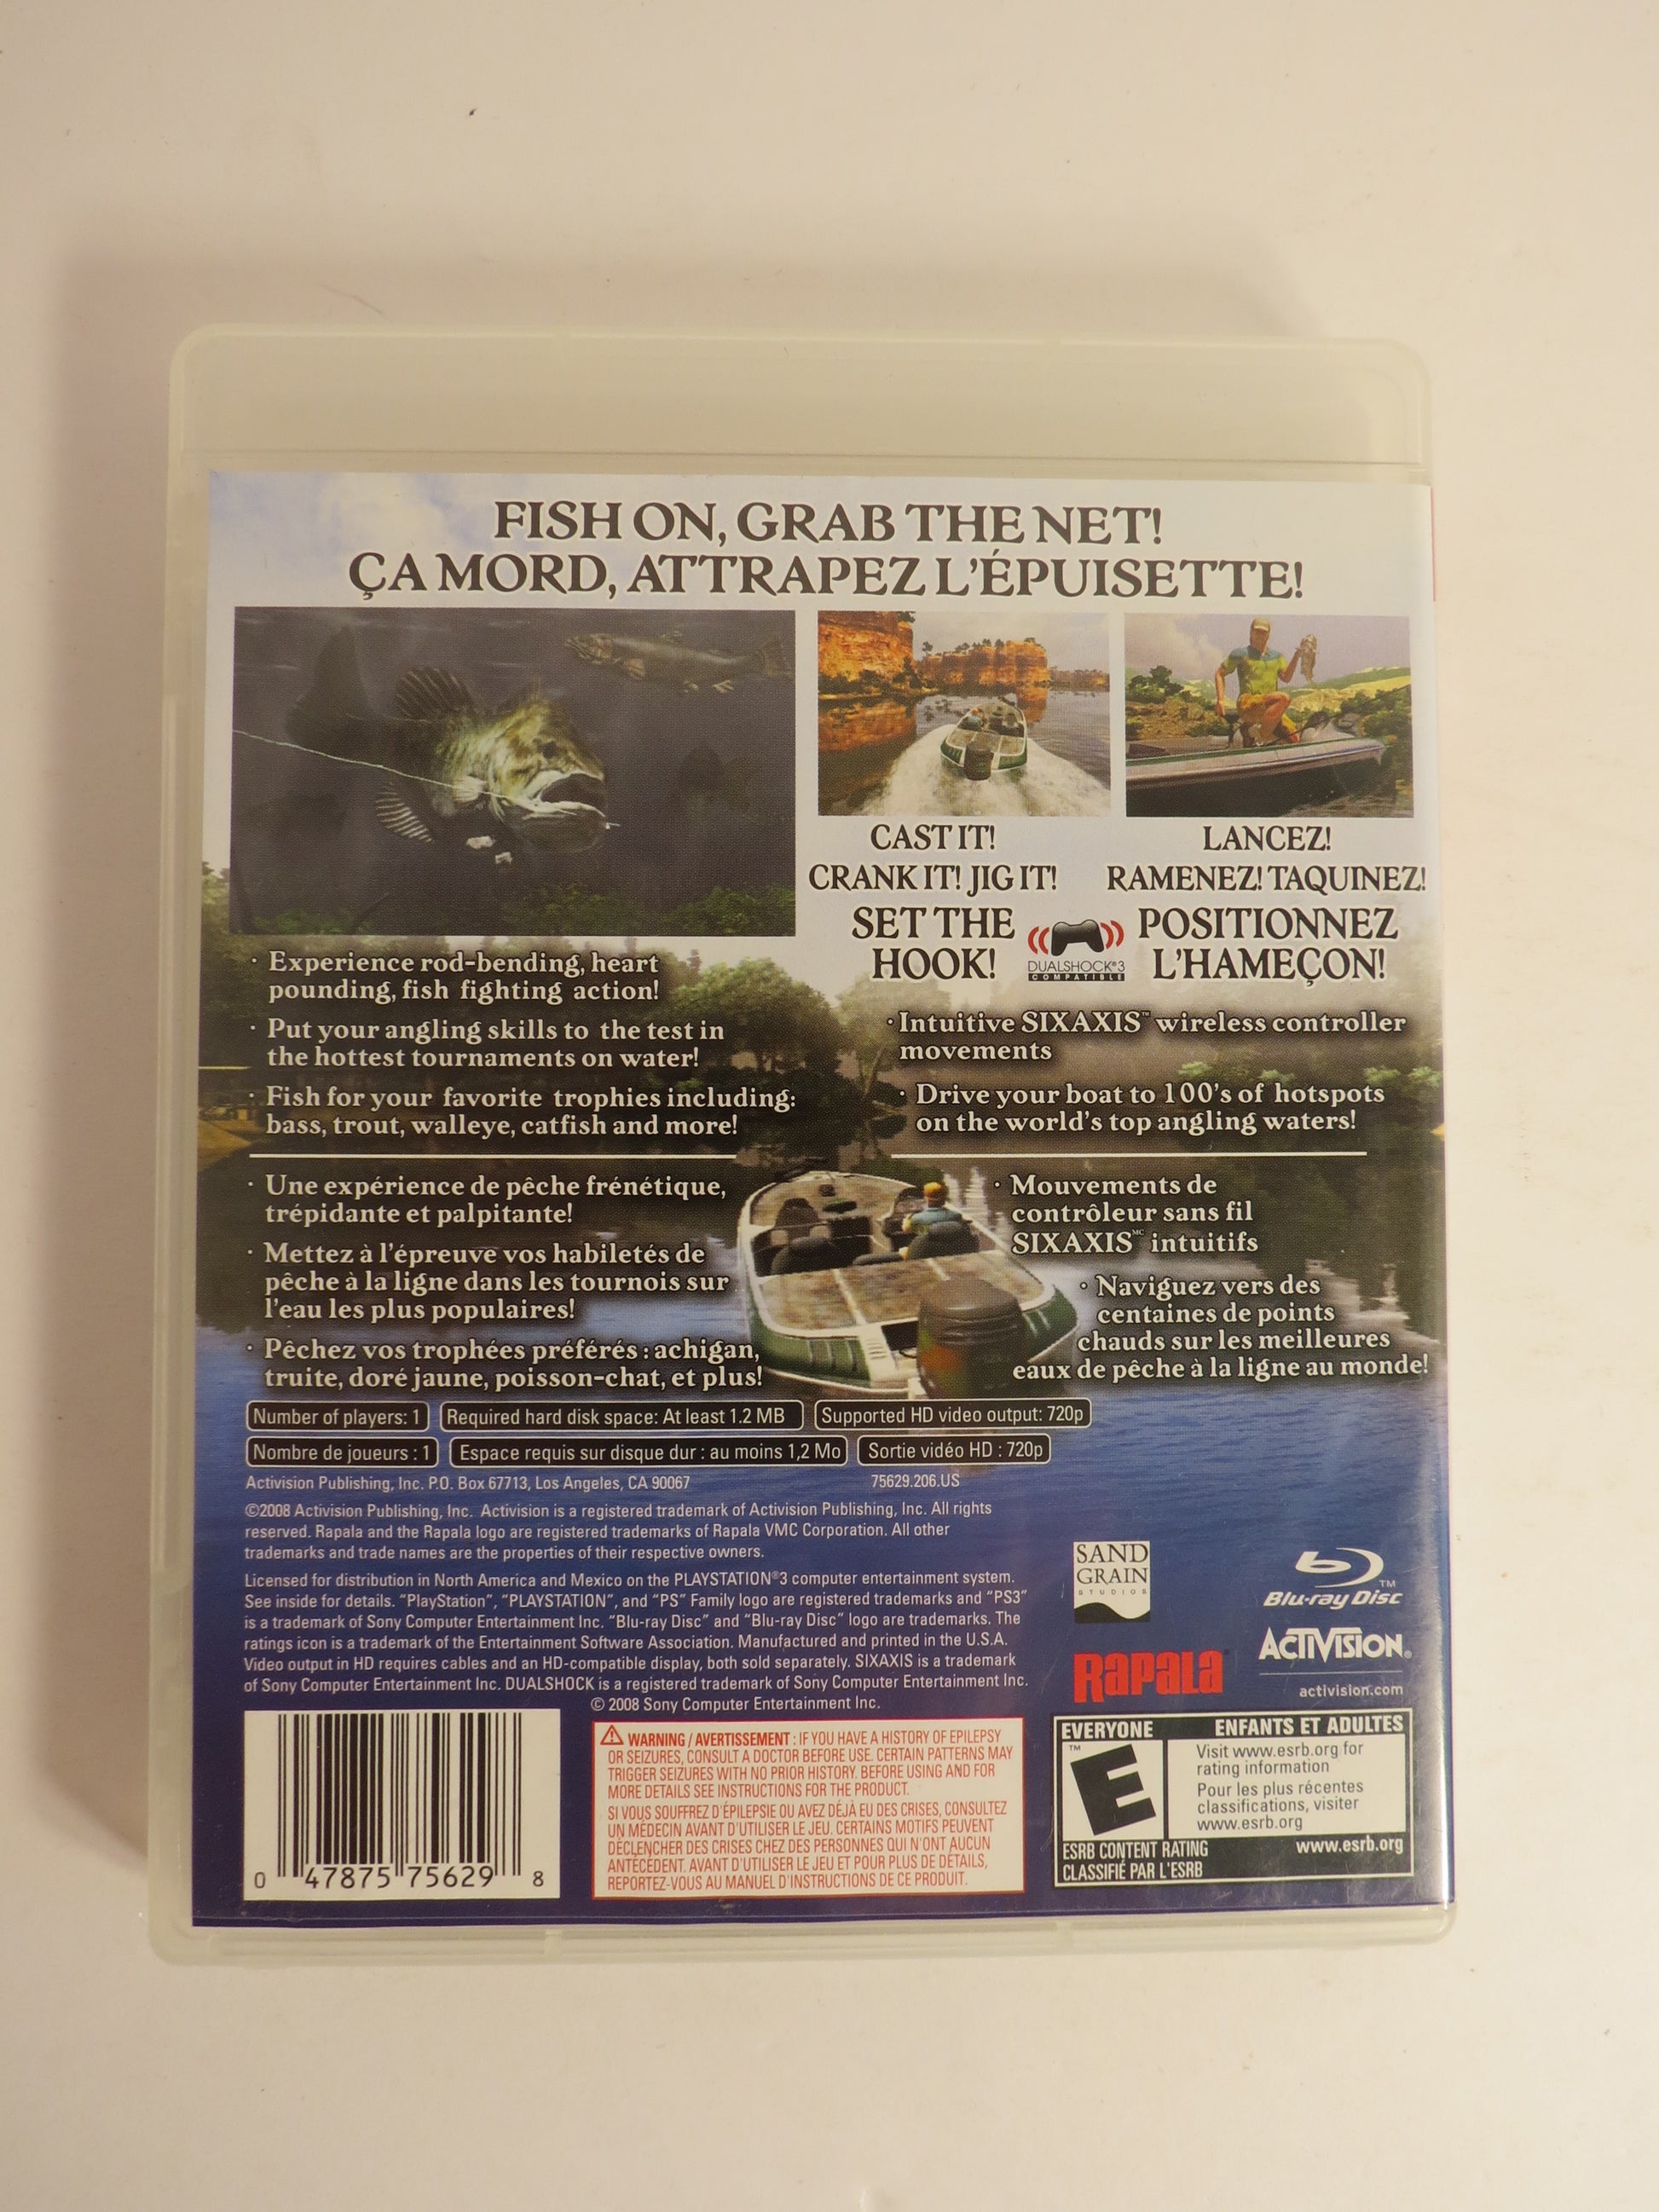 FISH ON, GRAB THE NET!
ÇA MORD, ATTRAPEZ L'ÉPUISETTE!
CAST IT!
CRANK IT! JIG IT!
LANCEZ!
RAMENEZ! TAQUINEZ!
SET THE
HOOK!
DUALSHOCK®3
COMPATIBLE
POSITIONNEZ
L'HAMEÇON!
· Experience rod-bending, heart
pounding, fish fighting action!
· Put your angling skills to the test in
the hottest tournaments on water!
· Fish for your favorite trophies including:
bass, trout, walleye, catfish and more!
· Intuitive SIXAXIS™ wireless controller
movements
· Drive your boat to 100's of hotspots
on the world's top angling waters!
· Une expérience de pêche frénétique,
trépidante et palpitante!
· Mettez à l'épreuve vos habiletés de
pêche à la ligne dans les tournois sur
l'eau les plus populaires!
· Pêchez vos trophées préférés : achigan,
truite, doré jaune, poisson-chat, et plus!
· Mouvements de
contrôleur sans fil
SIXAXIS MC intuitifs
· Naviguez vers des
centaines de points
chauds sur les meilleures
eaux de pêche à la ligne au monde!
Number of players: 1 Required hard disk space: At least 1.2 MB Supported HD video output: 720p
Nombre de joueurs : 1 Espace requis sur disque dur : au moins 1,2 Mo Sortie vidéo HD : 720p
Activision Publishing, Inc. P.O. Box 67713, Los Angeles, CA 90067 75629.206.US
©2008 Activision Publishing, Inc. Activision is a registered trademark of Activision Publishing, Inc. All rights
reserved. Rapala and the Rapala logo are registered trademarks of Rapala VMC Corporation. All other
trademarks and trade names are the properties of their respective owners.
Licensed for distribution in North America and Mexico on the PLAYSTATION®3 computer entertainment system.
See inside for details. "PlayStation", "PLAYSTATION", and "PS" Family logo are registered trademarks and "PS3"
is a trademark of Sony Computer Entertainment Inc. "Blu-ray Disc" and "Blu-ray Disc" logo are trademarks. The
ratings icon is a trademark of the Entertainment Software Association. Manufactured and printed in the U.S.A.
Video output in HD requires cables and an HD-compatible display, both sold separately. SIXAXIS is a trademark
of Sony Computer Entertainment Inc. DUALSHOCK is a registered trademark of Sony Computer Entertainment Inc.
© 2008 Sony Computer Entertainment Inc.
SAND
GRAIN
STUDIOS
Blu-ray Disc™
Rapala
ACTIVISION®
activision.com
0 47875 75629 8
WARNING / AVERTISSEMENT : IF YOU HAVE A HISTORY OF EPILEPSY
OR SEIZURES, CONSULT A DOCTOR BEFORE USE. CERTAIN PATTERNS MAY
TRIGGER SEIZURES WITH NO PRIOR HISTORY. BEFORE USING AND FOR
MORE DETAILS SEE INSTRUCTIONS FOR THE PRODUCT.
SI VOUS SOUFFREZ D'ÉPILEPSIE OU AVEZ DÉJÀ EU DES CRISES, CONSULTEZ
UN MÉDECIN AVANT D'UTILISER LE JEU. CERTAINS MOTIFS PEUVENT
DÉCLENCHER DES CRISES CHEZ DES PERSONNES QUI N'ONT AUCUN
ANTÉCÉDENT. AVANT D'UTILISER LE JEU ET POUR PLUS DE DÉTAILS,
REPORTEZ-VOUS AU MANUEL D'INSTRUCTIONS DE CE PRODUIT.
EVERYONE ENFANTS ET ADULTES
E™
Visit www.esrb.org for
rating information
Pour les plus récentes
classifications, visiter
www.esrb.org
ESRB CONTENT RATING www.esrb.org
CLASSIFIÉ PAR L'ESRB